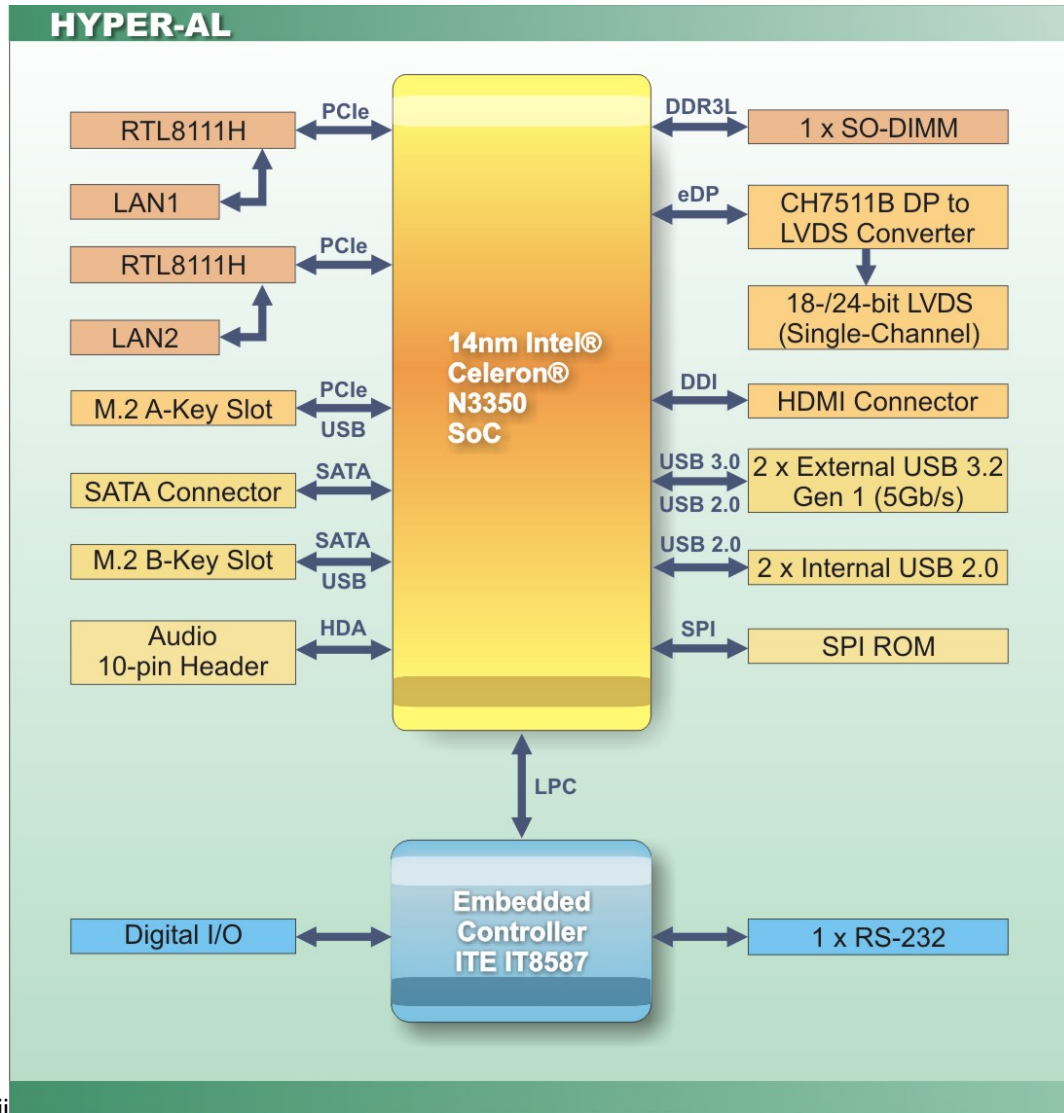 HYPER-AL
RTL8111H
PCIe
LAN1
RTL8111H
PCIe
LAN2
M.2 A-Key Slot
PCIe
USB
SATA Connector
SATA
M.2 B-Key Slot
SATA
USB
Audio
10-pin Header
HDA
14nm Intel®
Celeron®
N3350
SoC
DDR3L
1 x SO-DIMM
eDP
CH7511B DP to
LVDS Converter
18-/24-bit LVDS
(Single-Channel)
DDI
HDMI Connector
USB 3.0
USB 2.0
2 x External USB 3.2
Gen 1 (5Gb/s)
USB 2.0
2 x Internal USB 2.0
SPI
SPI ROM
LPC
Digital I/O
Embedded
Controller
ITE IT8587
1 x RS-232
ii